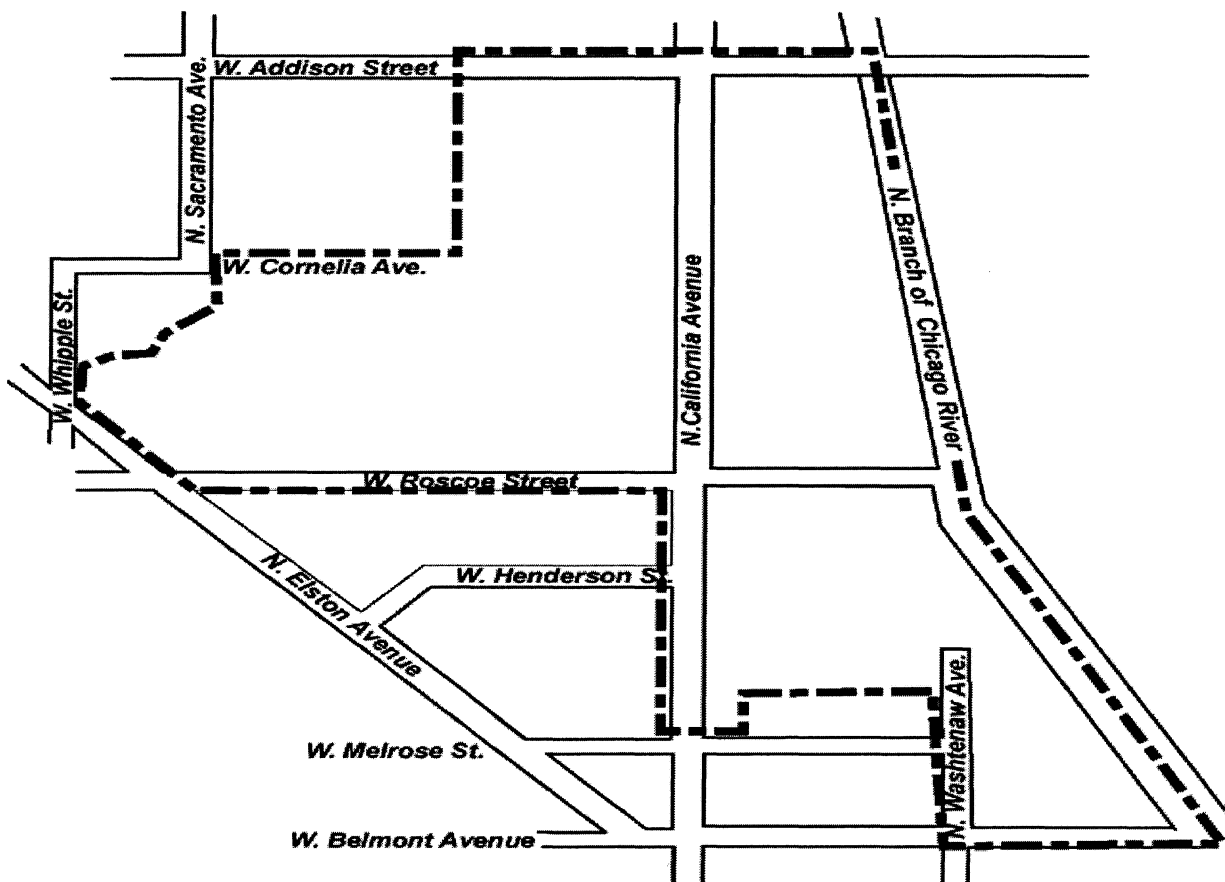 W. Addison Street
N. Sacramento Ave.
N. Branch of Chicago River
W. Cornelia Ave.
W. Whipple St.
N.California Avenue
W. Roscoe Street
N. Elston Avenue
W. Henderson St.
N. Washtenaw Ave.
W. Melrose St.
W. Belmont Avenue